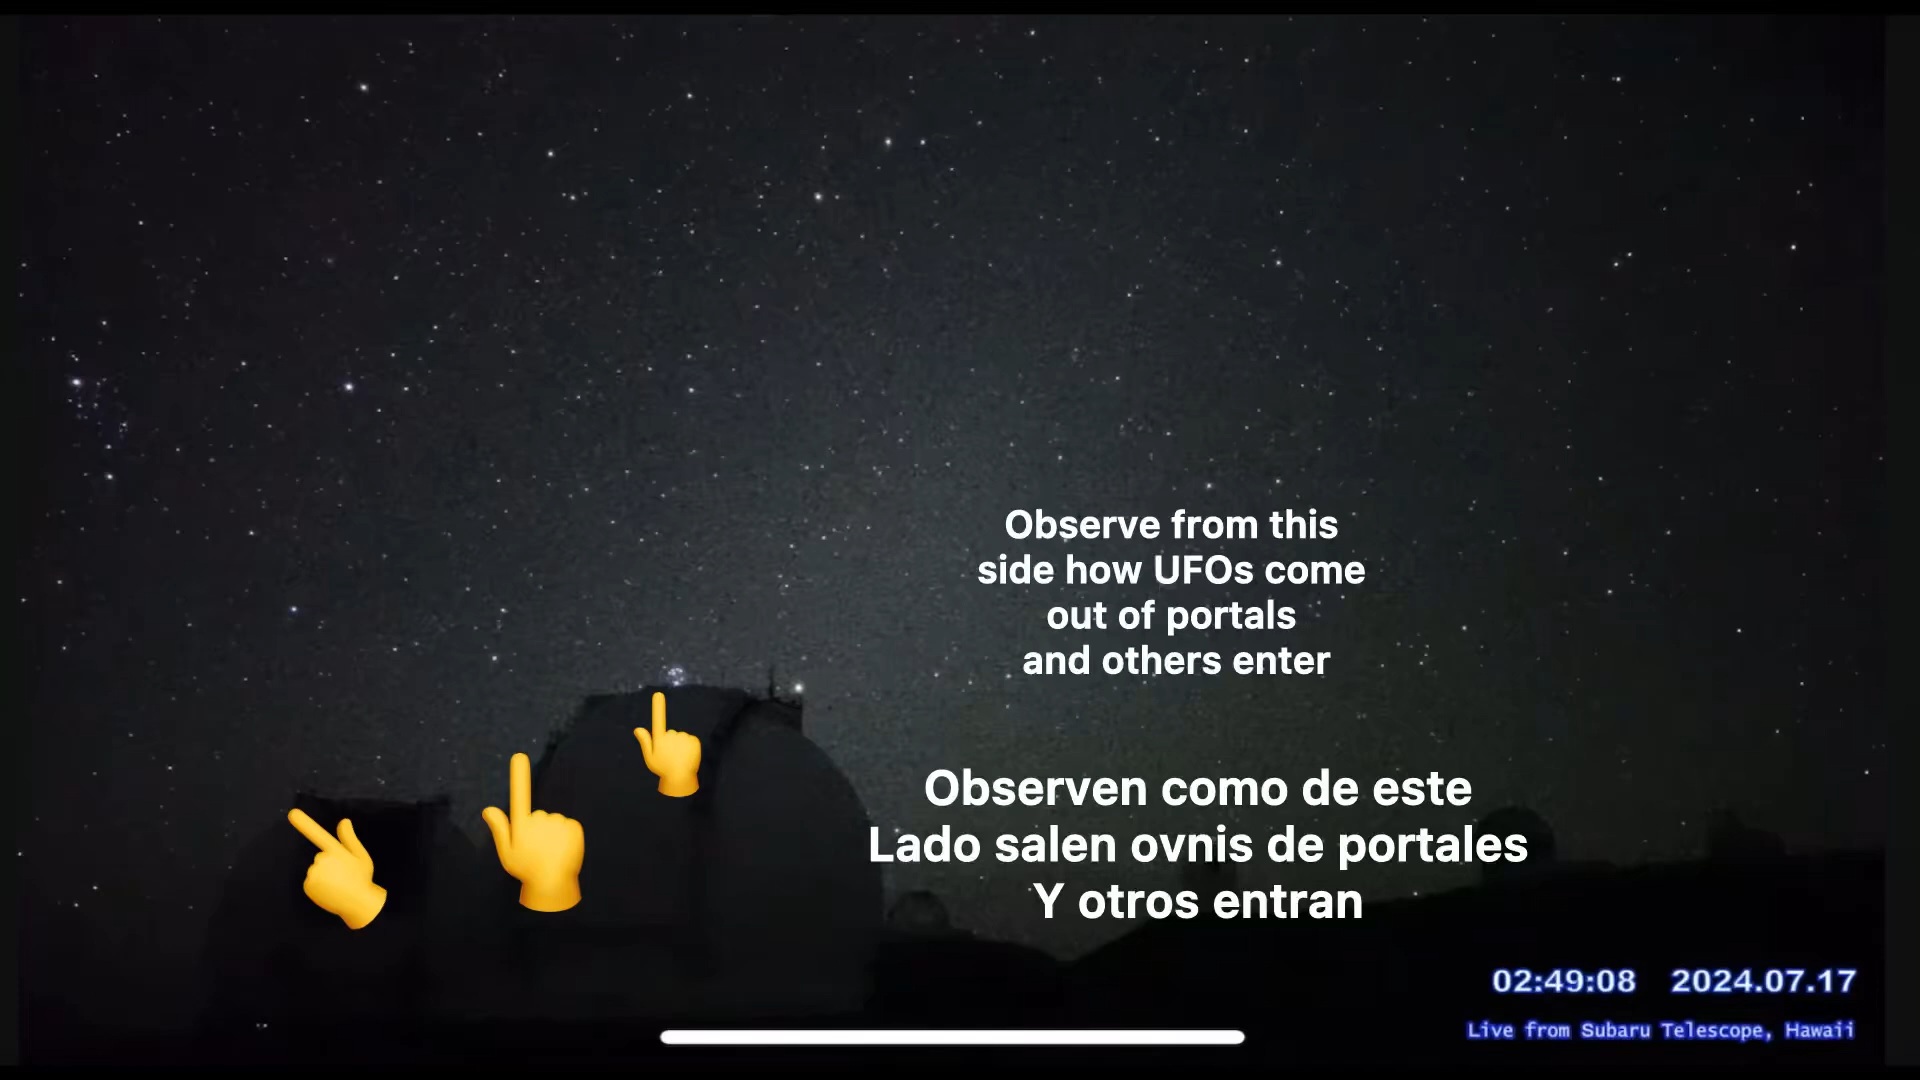 Observe from this
side how UFOs come
out of portals
and others enter
Observen como de este
Lado salen ovnis de portales
Y otros entran
02:49:08 2024.07.17
Live from Subaru Telescope, Hawaii